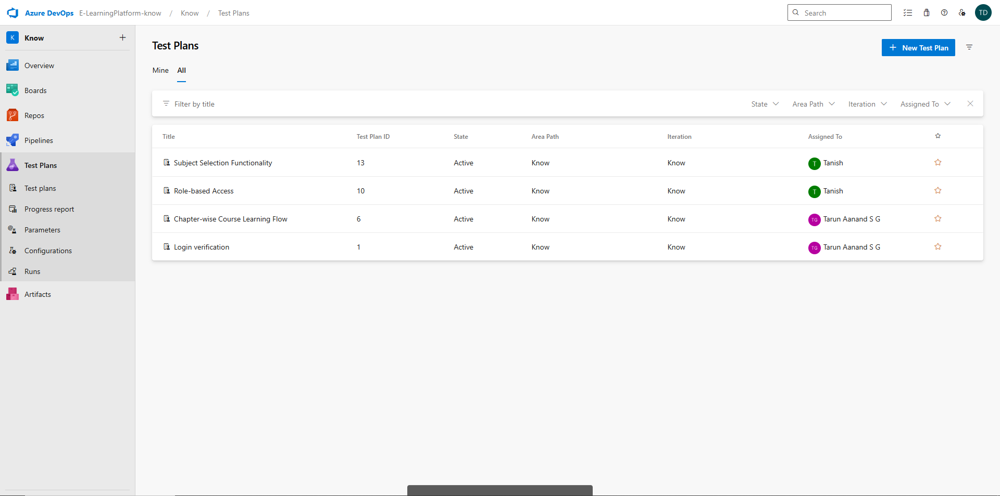 Azure DevOps E-LearningPlatform-know / Know / Test Plans Search TD
K Know
Overview
Boards
Repos
Pipelines
Test Plans
Test plans
Progress report
Parameters
Configurations
Runs
Artifacts
Test Plans
New Test Plan
Mine All
Filter by title State Area Path Iteration Assigned To
Title Test Plan ID State Area Path Iteration Assigned To
Subject Selection Functionality 13 Active Know Know T Tanish
Role-based Access 10 Active Know Know T Tanish
Chapter-wise Course Learning Flow 6 Active Know Know TG Tarun Aanand S G
Login verification 1 Active Know Know TG Tarun Aanand S G